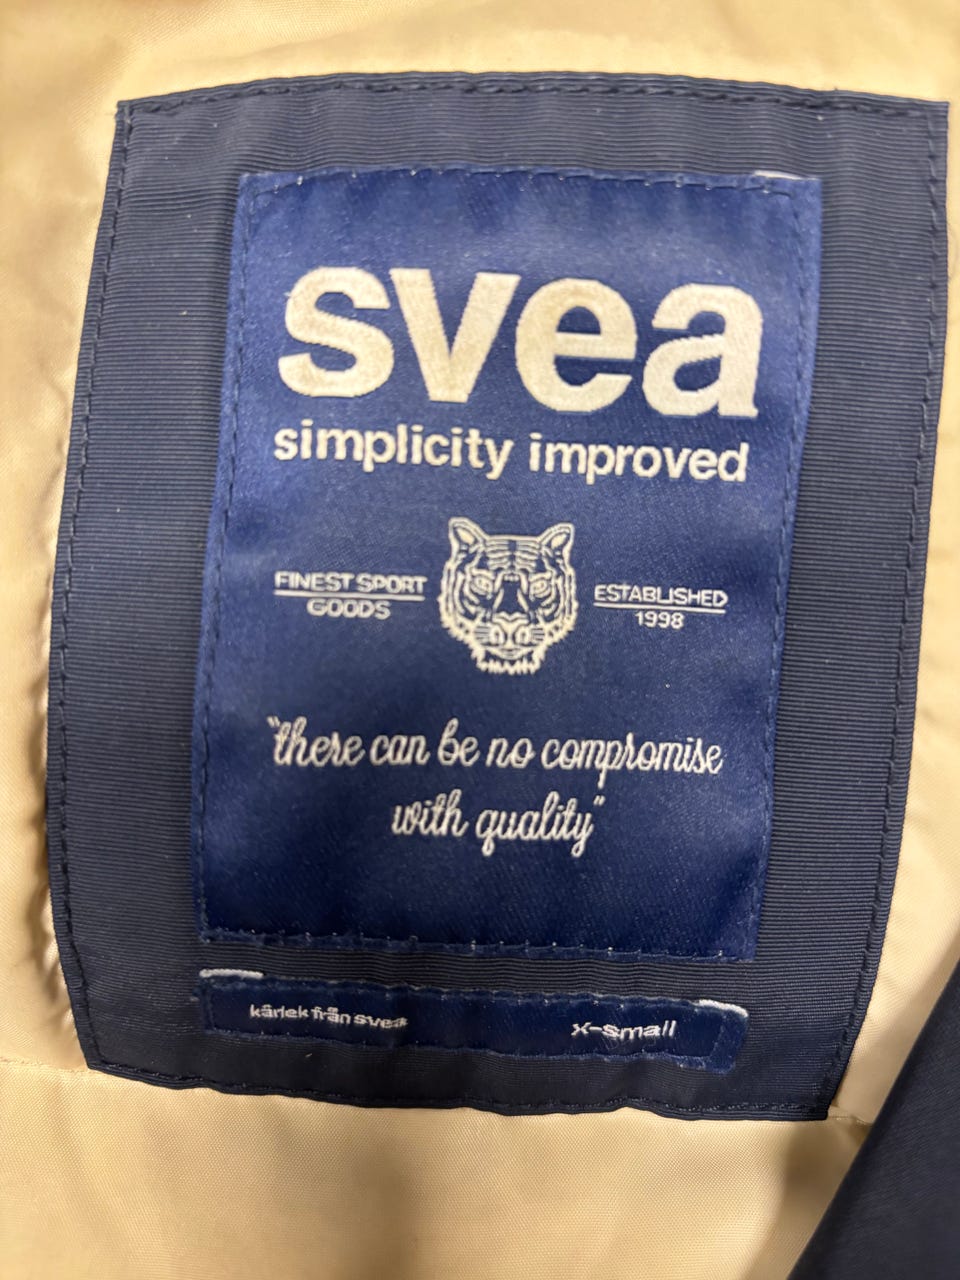 svea
simplicity improved
FINEST SPORT
GOODS
ESTABLISHED
1998
"there can be no compromise
with quality"
kärlek från svea
x-small